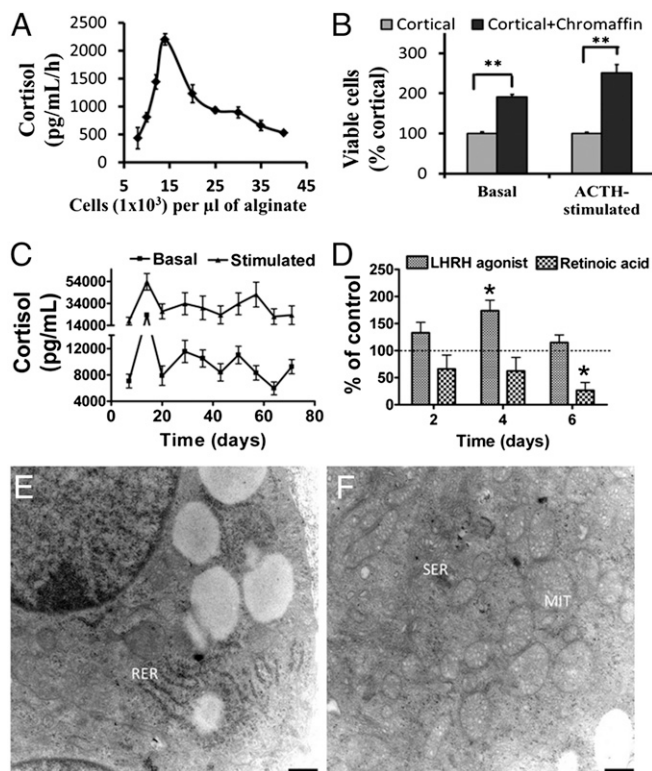 A
Cortisol
(pg/mL/h)
2500
2000
1500
1000
500
0
5 15 25 35 45
Cells (1x10³) per µl of alginate
B
Cortical Cortical+Chromaffin
Viable cells
(% cortical)
300
200
100
0
**
**
Basal
ACTH-
stimulated
C
Basal Stimulated
Cortisol
(pg/mL)
54000
34000
14000
12000
8000
4000
0 20 40 60 80
Time (days)
D
LHRH agonist Retinoic acid
% of control
250
200
150
100
50
0
*
*
2 4 6
Time (days)
E
RER
F
SER
MIT